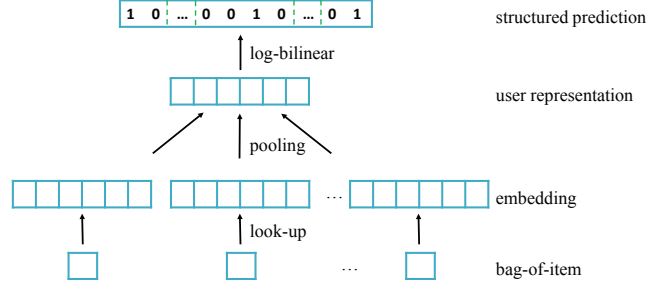 1 0 ... 0 0 1 0 ... 0 1 structured prediction
log-bilinear
user representation
pooling
... embedding
look-up
... bag-of-item